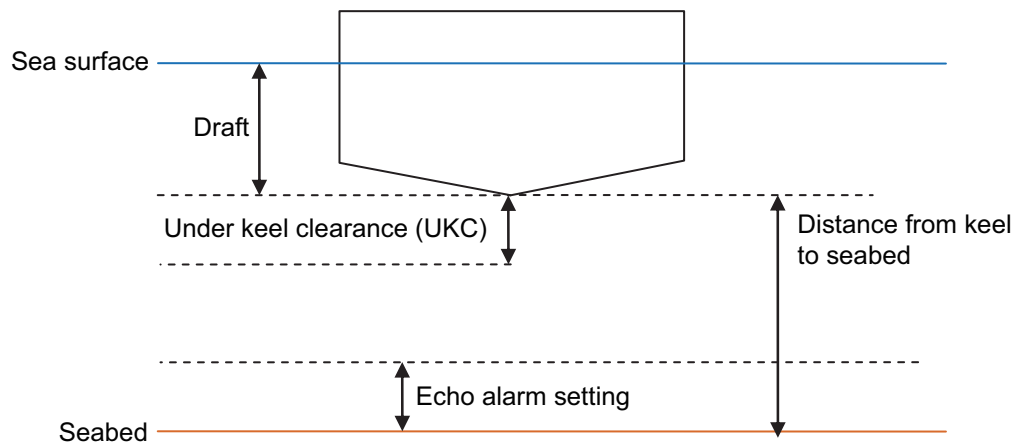 Sea surface
Draft
Under keel clearance (UKC)
Distance from keel
to seabed
Echo alarm setting
Seabed